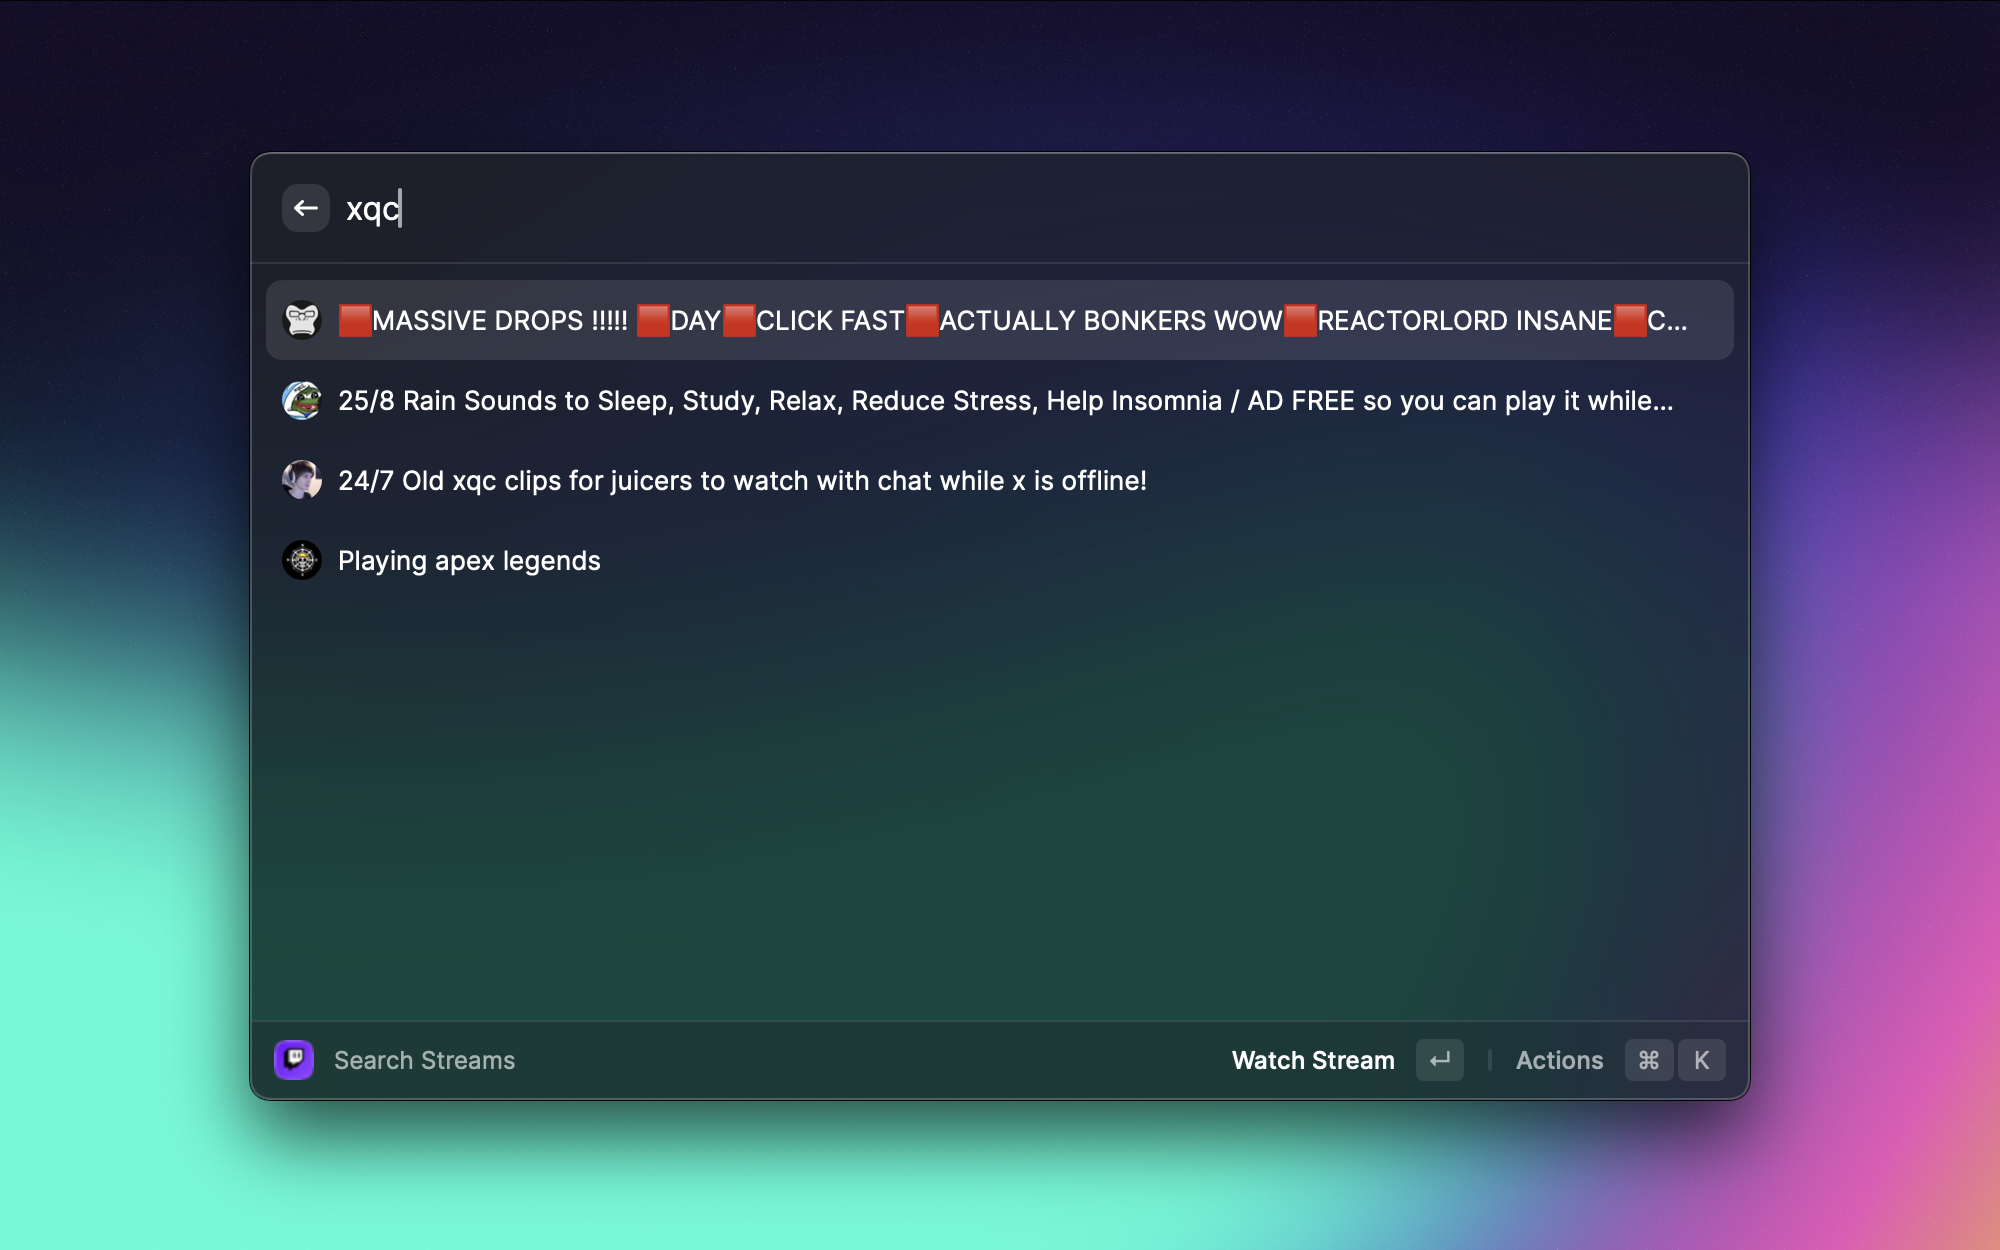 xqc
🟥MASSIVE DROPS !!!!! 🟥DAY🟥CLICK FAST🟥ACTUALLY BONKERS WOW🟥REACTORLORD INSANE🟥C...
25/8 Rain Sounds to Sleep, Study, Relax, Reduce Stress, Help Insomnia / AD FREE so you can play it while...
24/7 Old xqc clips for juicers to watch with chat while x is offline!
Playing apex legends
Search Streams Watch Stream ↵ Actions ⌘ K